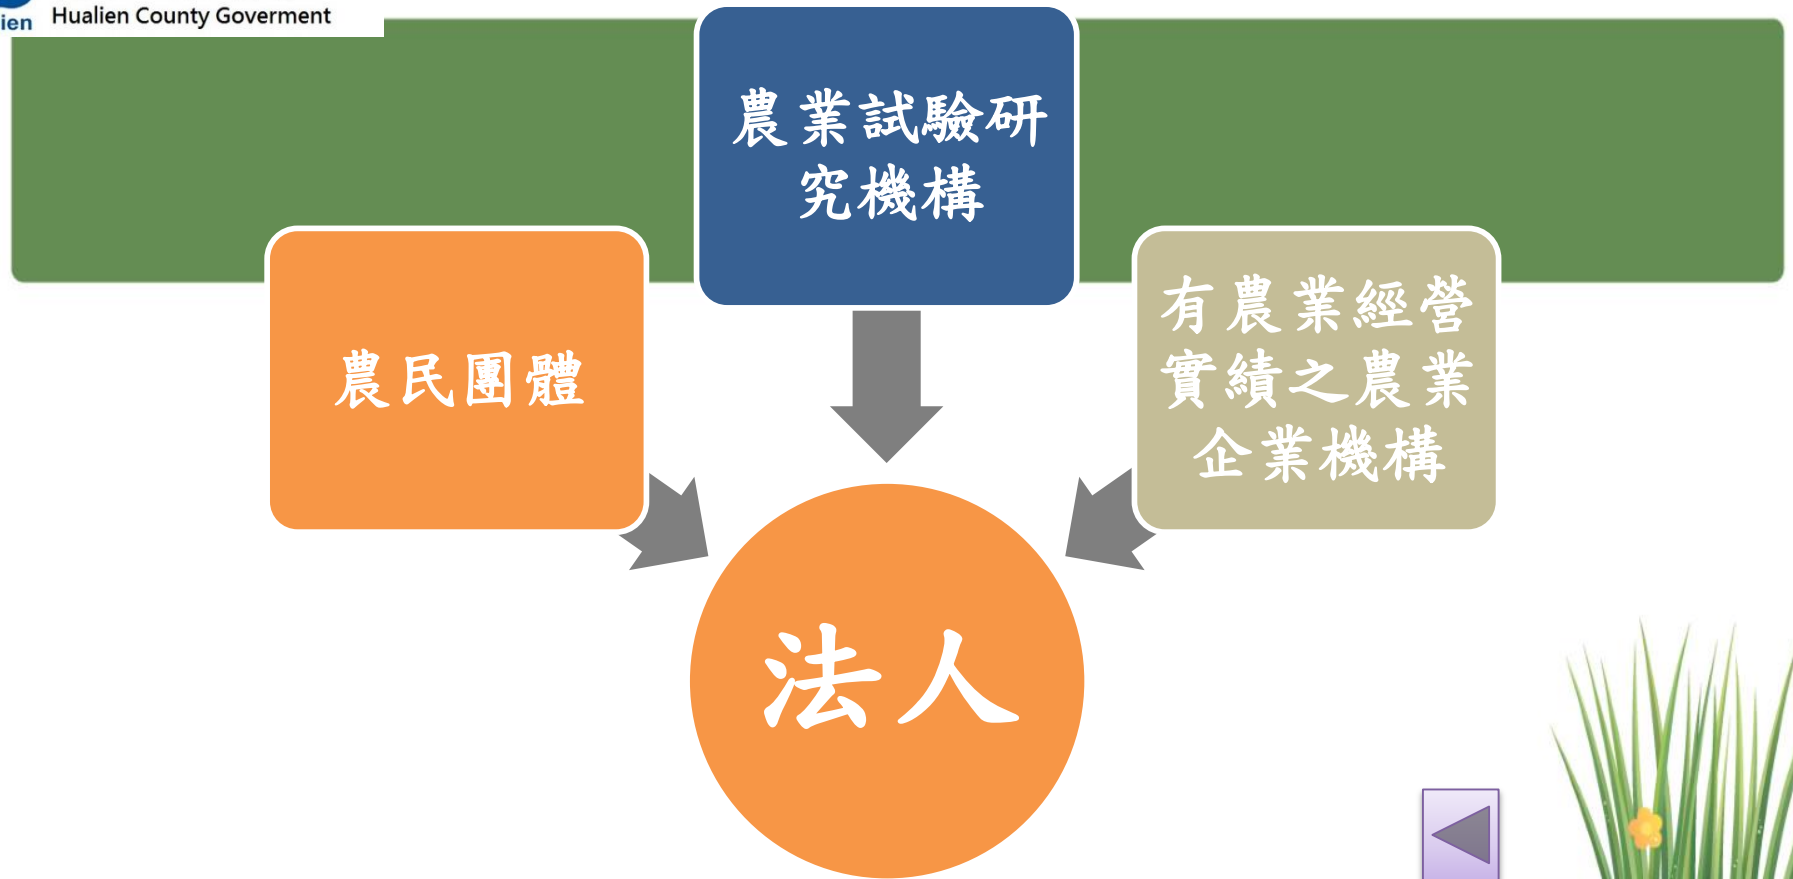 ien
Hualien County Goverment
農業試驗研
究機構
農民團體
有農業經營
實績之農業
企業機構
法人